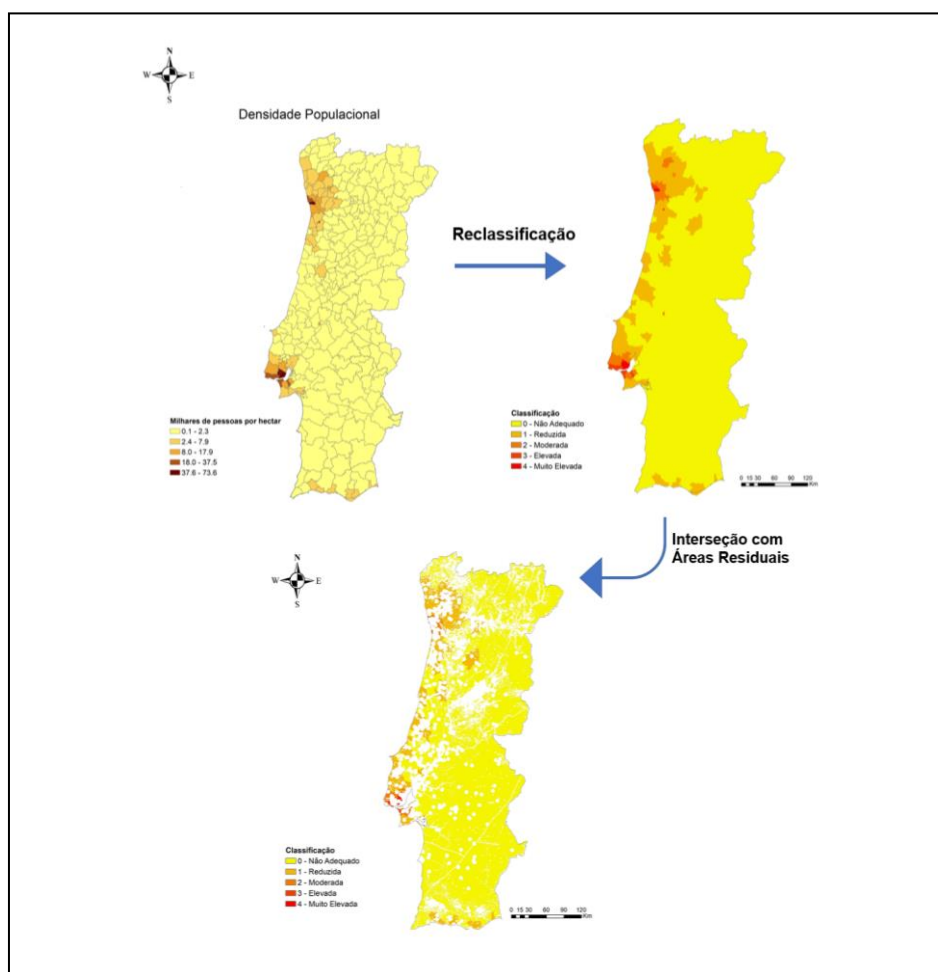 N
W E
S
Densidade Populacional
Milhares de pessoas por hectar
0.1 - 2.3
2.4 - 7.9
8.0 - 17.9
18.0 - 37.5
37.6 - 73.6
Reclassificação
Classificação
0 - Não Adequado
1 - Reduzida
2 - Moderada
3 - Elevada
4 - Muito Elevada
0 15 30 60 90 120
Km
Interseção com
Áreas Residuais
N
W E
S
Classificação
0 - Não Adequado
1 - Reduzida
2 - Moderada
3 - Elevada
4 - Muito Elevada
0 15 30 60 90 120
Km